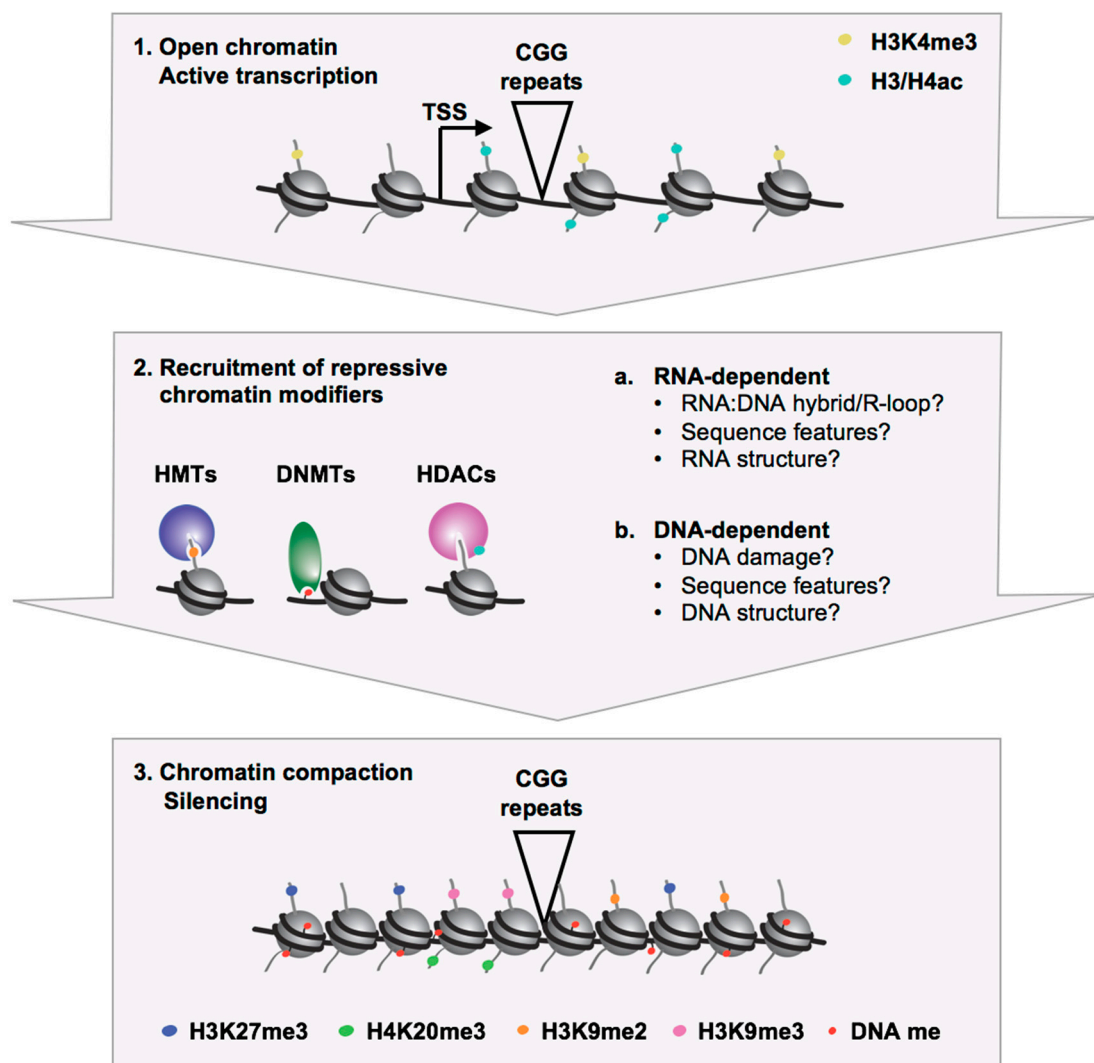 1. Open chromatin
Active transcription
CGG
repeats
TSS
H3K4me3
H3/H4ac
2. Recruitment of repressive
chromatin modifiers
HMTs
DNMTs
HDACs
a. RNA-dependent
• RNA:DNA hybrid/R-loop?
• Sequence features?
• RNA structure?
b. DNA-dependent
• DNA damage?
• Sequence features?
• DNA structure?
3. Chromatin compaction
Silencing
CGG
repeats
H3K27me3
H4K20me3
H3K9me2
H3K9me3
DNA me